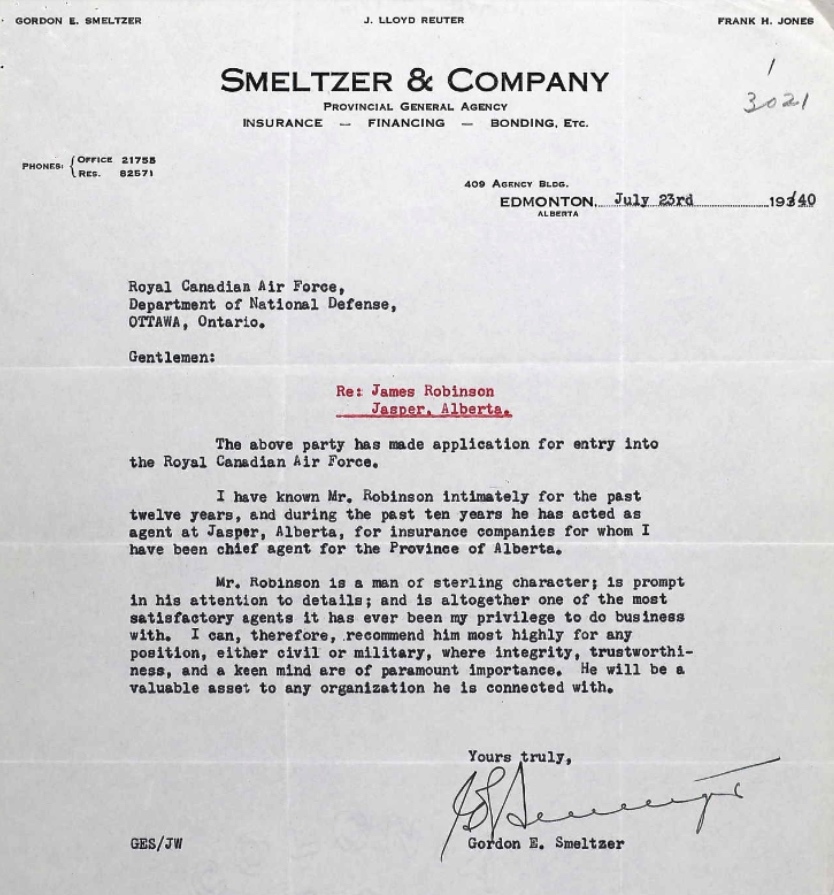 GORDON E. SMELTZER J. LLOYD REUTER FRANK H. JONES
SMELTZER & COMPANY
PROVINCIAL GENERAL AGENCY
INSURANCE — FINANCING — BONDING, ETC.
1
3021
PHONES: { OFFICE 21758
RES. 82571
409 AGENCY BLDG.
EDMONTON, July 23rd 193/40
ALBERTA
Royal Canadian Air Force,
Department of National Defense,
OTTAWA, Ontario.
Gentlemen:
Re: James Robinson
Jasper, Alberta.
The above party has made application for entry into
the Royal Canadian Air Force.
I have known Mr. Robinson intimately for the past
twelve years, and during the past ten years he has acted as
agent at Jasper, Alberta, for insurance companies for whom I
have been chief agent for the Province of Alberta.
Mr. Robinson is a man of sterling character; is prompt
in his attention to details; and is altogether one of the most
satisfactory agents it has ever been my privilege to do business
with. I can, therefore, recommend him most highly for any
position, either civil or military, where integrity, trustworthi-
ness, and a keen mind are of paramount importance. He will be a
valuable asset to any organization he is connected with.
Yours truly,
Gordon E. Smeltzer
GES/JW